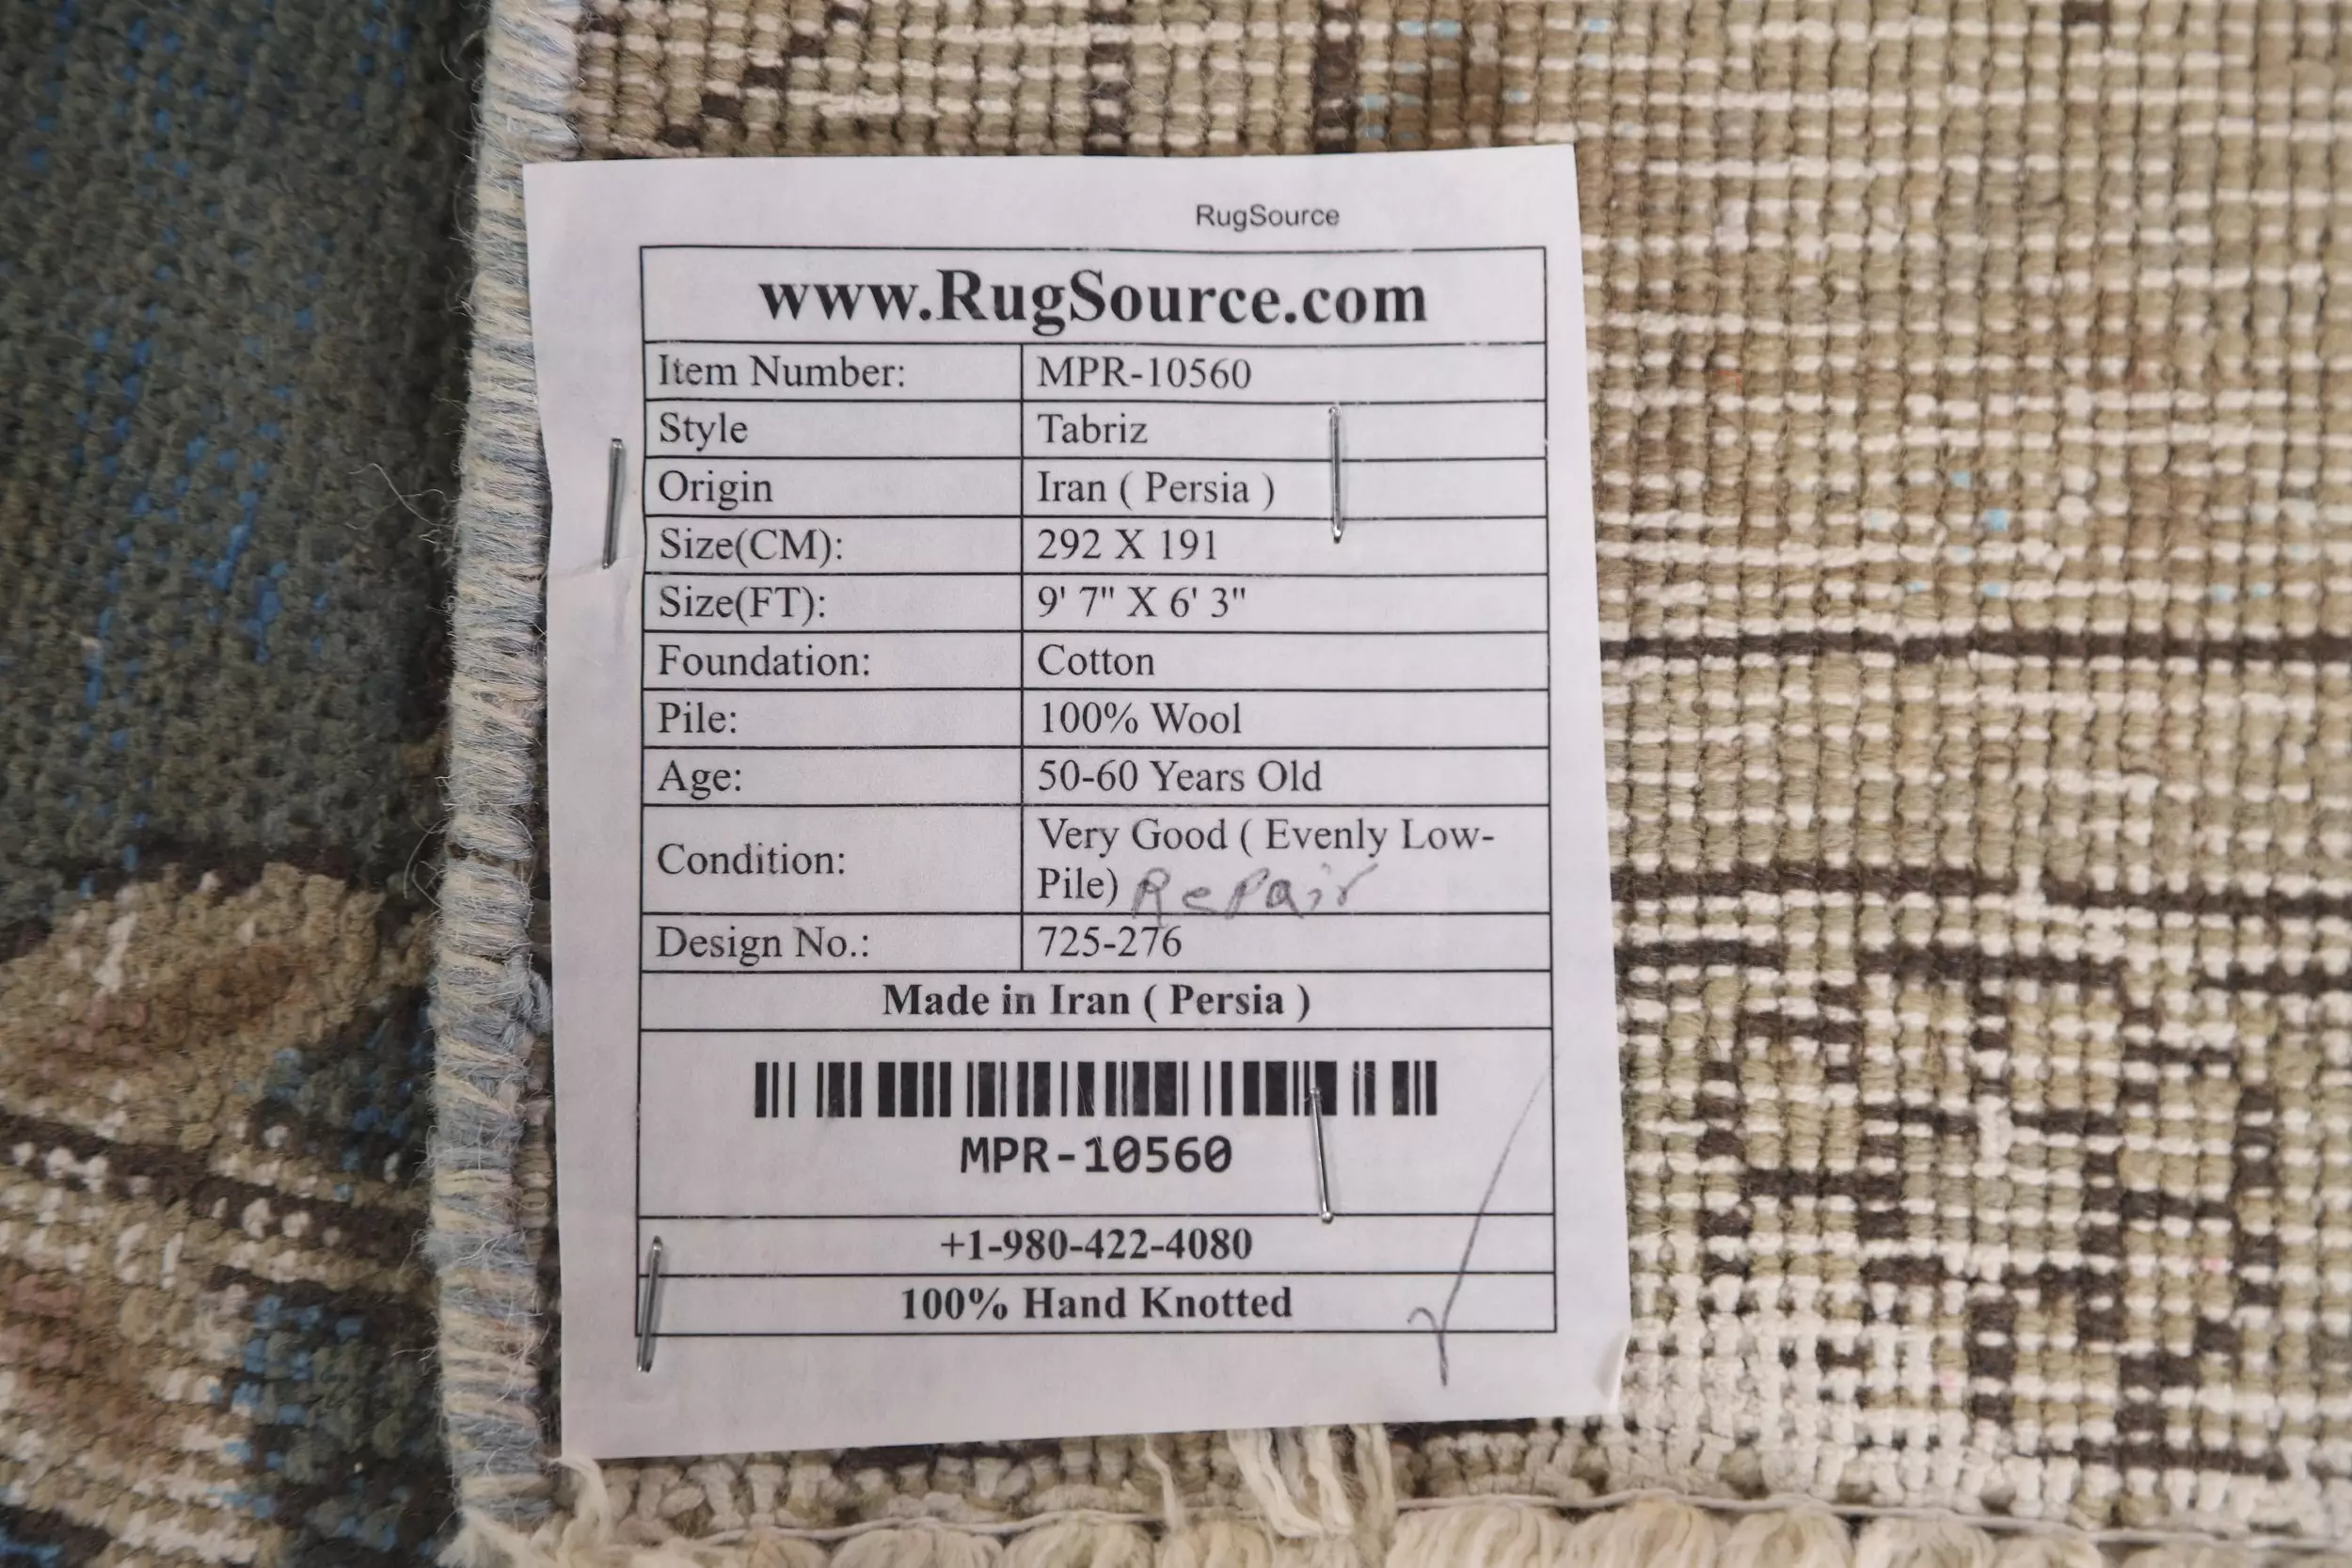 RugSource
www.RugSource.com
Item Number: MPR-10560
Style Tabriz
Origin Iran ( Persia )
Size(CM): 292 X 191
Size(FT): 9' 7" X 6' 3"
Foundation: Cotton
Pile: 100% Wool
Age: 50-60 Years Old
Condition: Very Good ( Evenly Low-
Pile) Repair
Design No.: 725-276
Made in Iran ( Persia )
MPR-10560
+1-980-422-4080
100% Hand Knotted